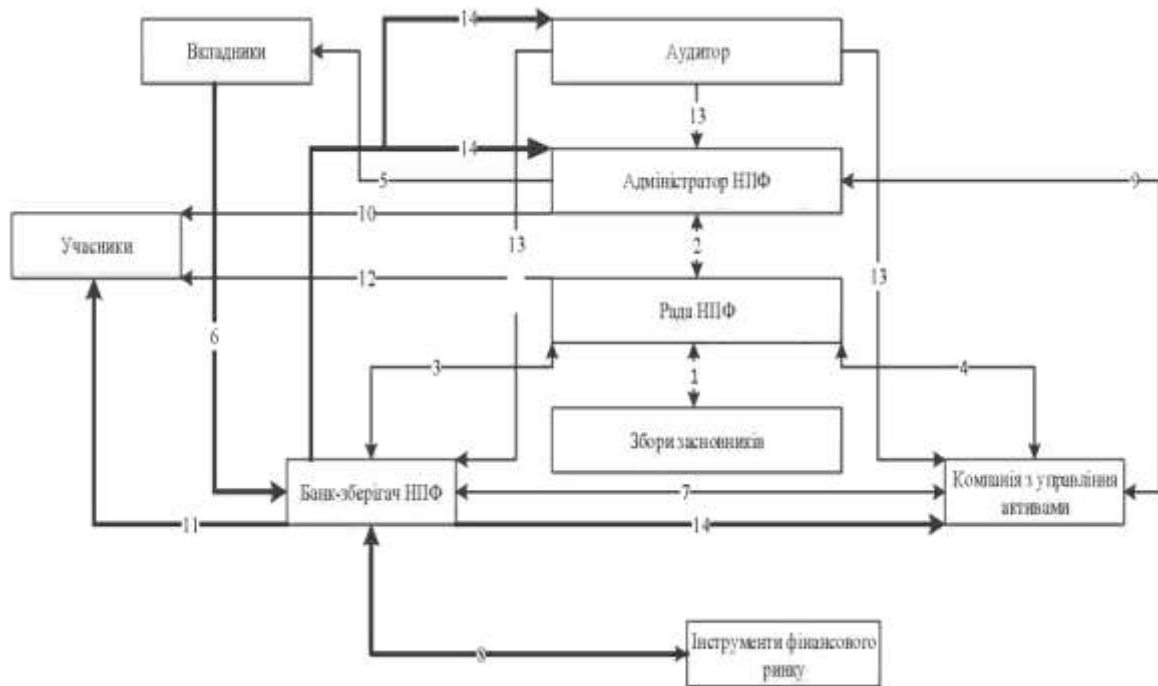 14
Вкладники
Аудитор
13
14
5
Адміністратор НПФ
9
10
Учасники
13
2
12
13
6
Рада НПФ
3
1
4
Збори засновників
Банк-зберігач НПФ
7
Компанія з управління
активами
11
14
8
Інструменти фінансового
ринку